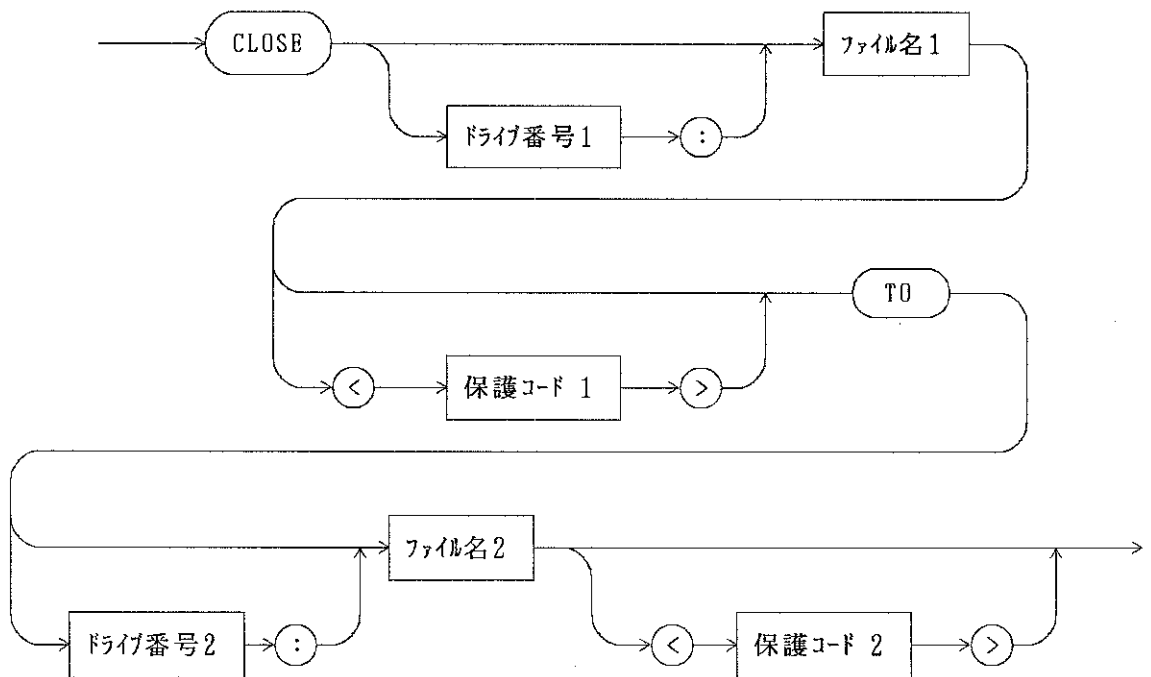 CLOSE
ファイル名1
ドライブ番号1
:
TO
<
保護コード 1
>
ファイル名2
ドライブ番号2
:
<
保護コード 2
>